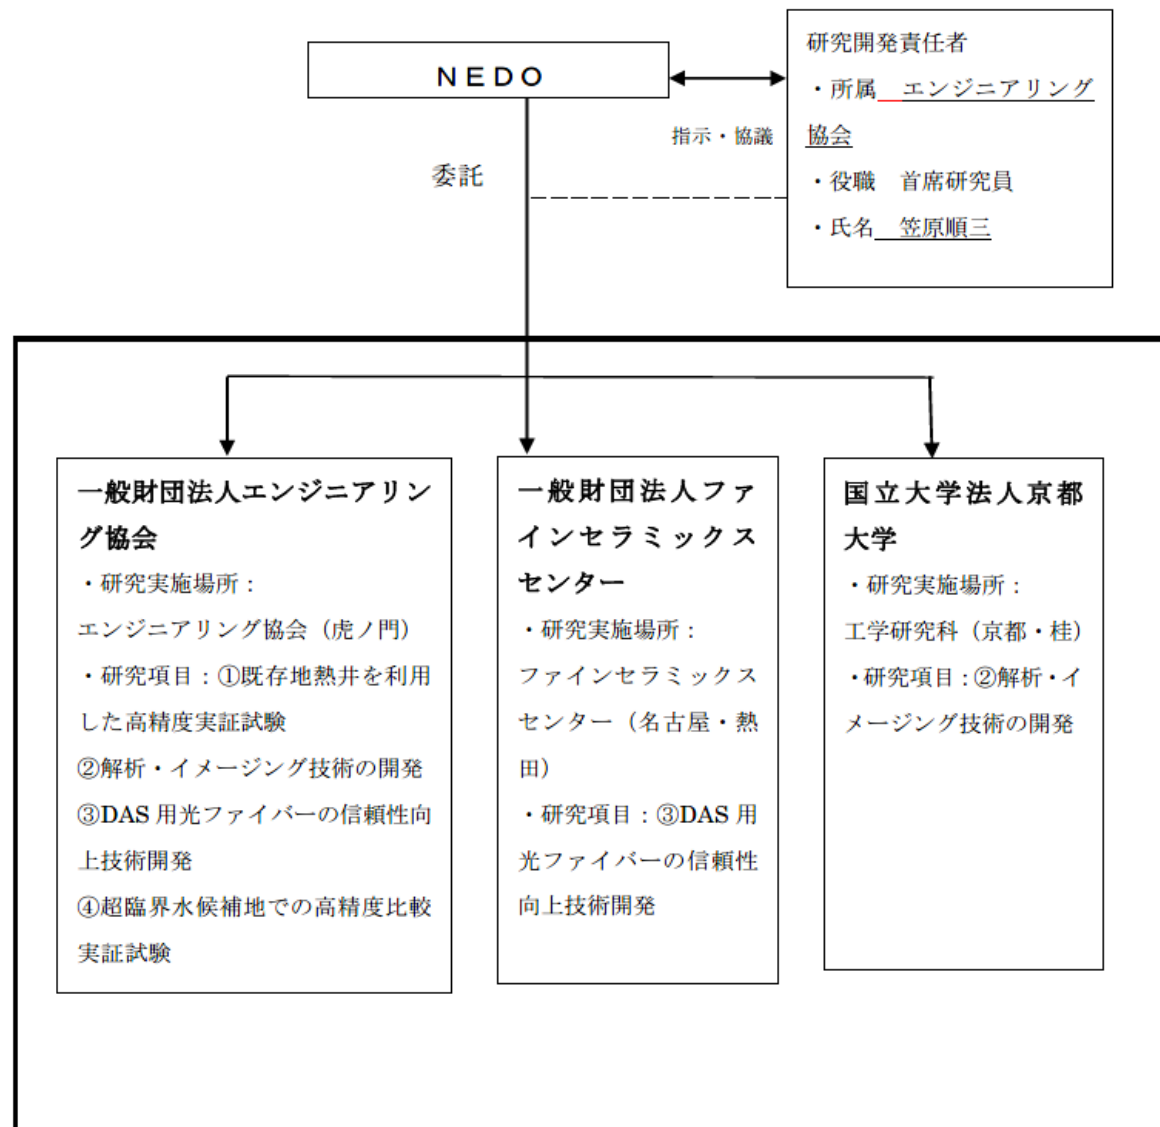 NEDO
研究開発責任者
・所属　エンジニアリング
協会
・役職　首席研究員
・氏名　笠原順三
指示・協議
委託
一般財団法人エンジニアリン
グ協会
・研究実施場所：
エンジニアリング協会（虎ノ門）
・研究項目：①既存地熱井を利用
した高精度実証試験
②解析・イメージング技術の開発
③DAS 用光ファイバーの信頼性向
上技術開発
④超臨界水候補地での高精度比較
実証試験
一般財団法人ファ
インセラミックス
センター
・研究実施場所：
ファインセラミックス
センター（名古屋・熱
田）
・研究項目：③DAS 用
光ファイバーの信頼性
向上技術開発
国立大学法人京都
大学
・研究実施場所：
工学研究科（京都・桂）
・研究項目：②解析・イ
メージング技術の開発